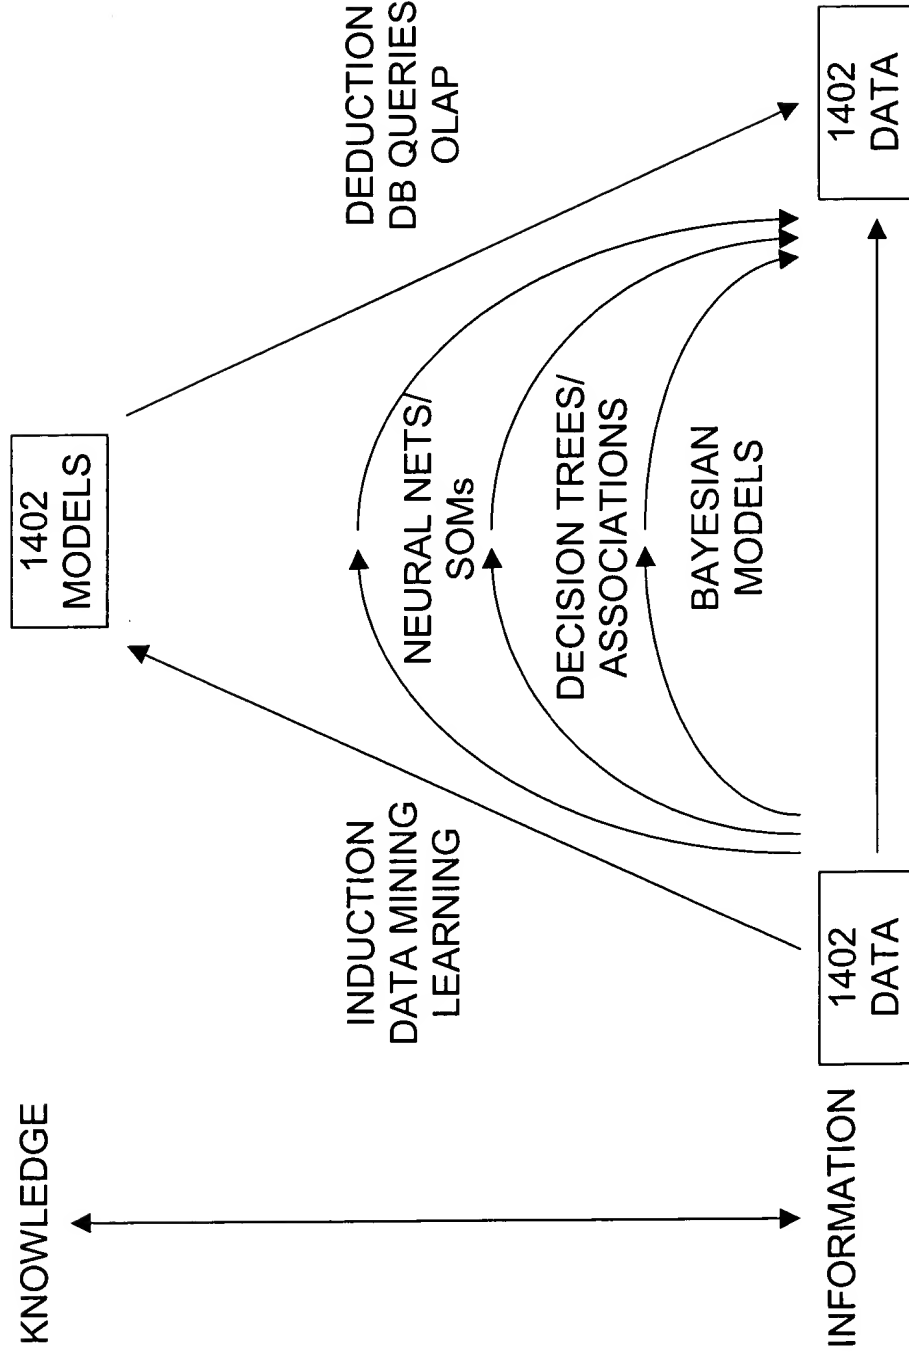 KNOWLEDGE
INFORMATION
1402
MODELS
INDUCTION
DATA MINING
LEARNING
DEDUCTION
DB QUERIES
OLAP
NEURAL NETS/
SOMs
DECISION TREES/
ASSOCIATIONS
BAYESIAN
MODELS
1402
DATA
1402
DATA